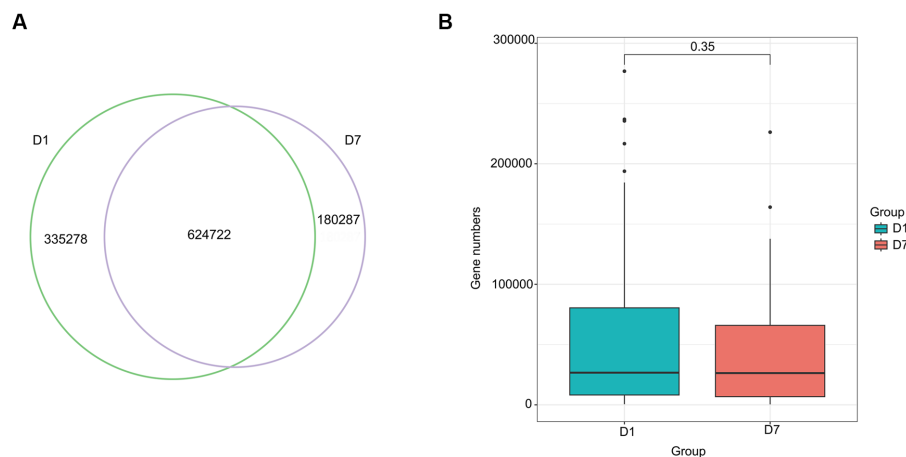 A
D1
D7
335278
624722
180287
B
300000
0.35
200000
100000
0
Gene numbers
D1
D7
Group
Group
D1
D7